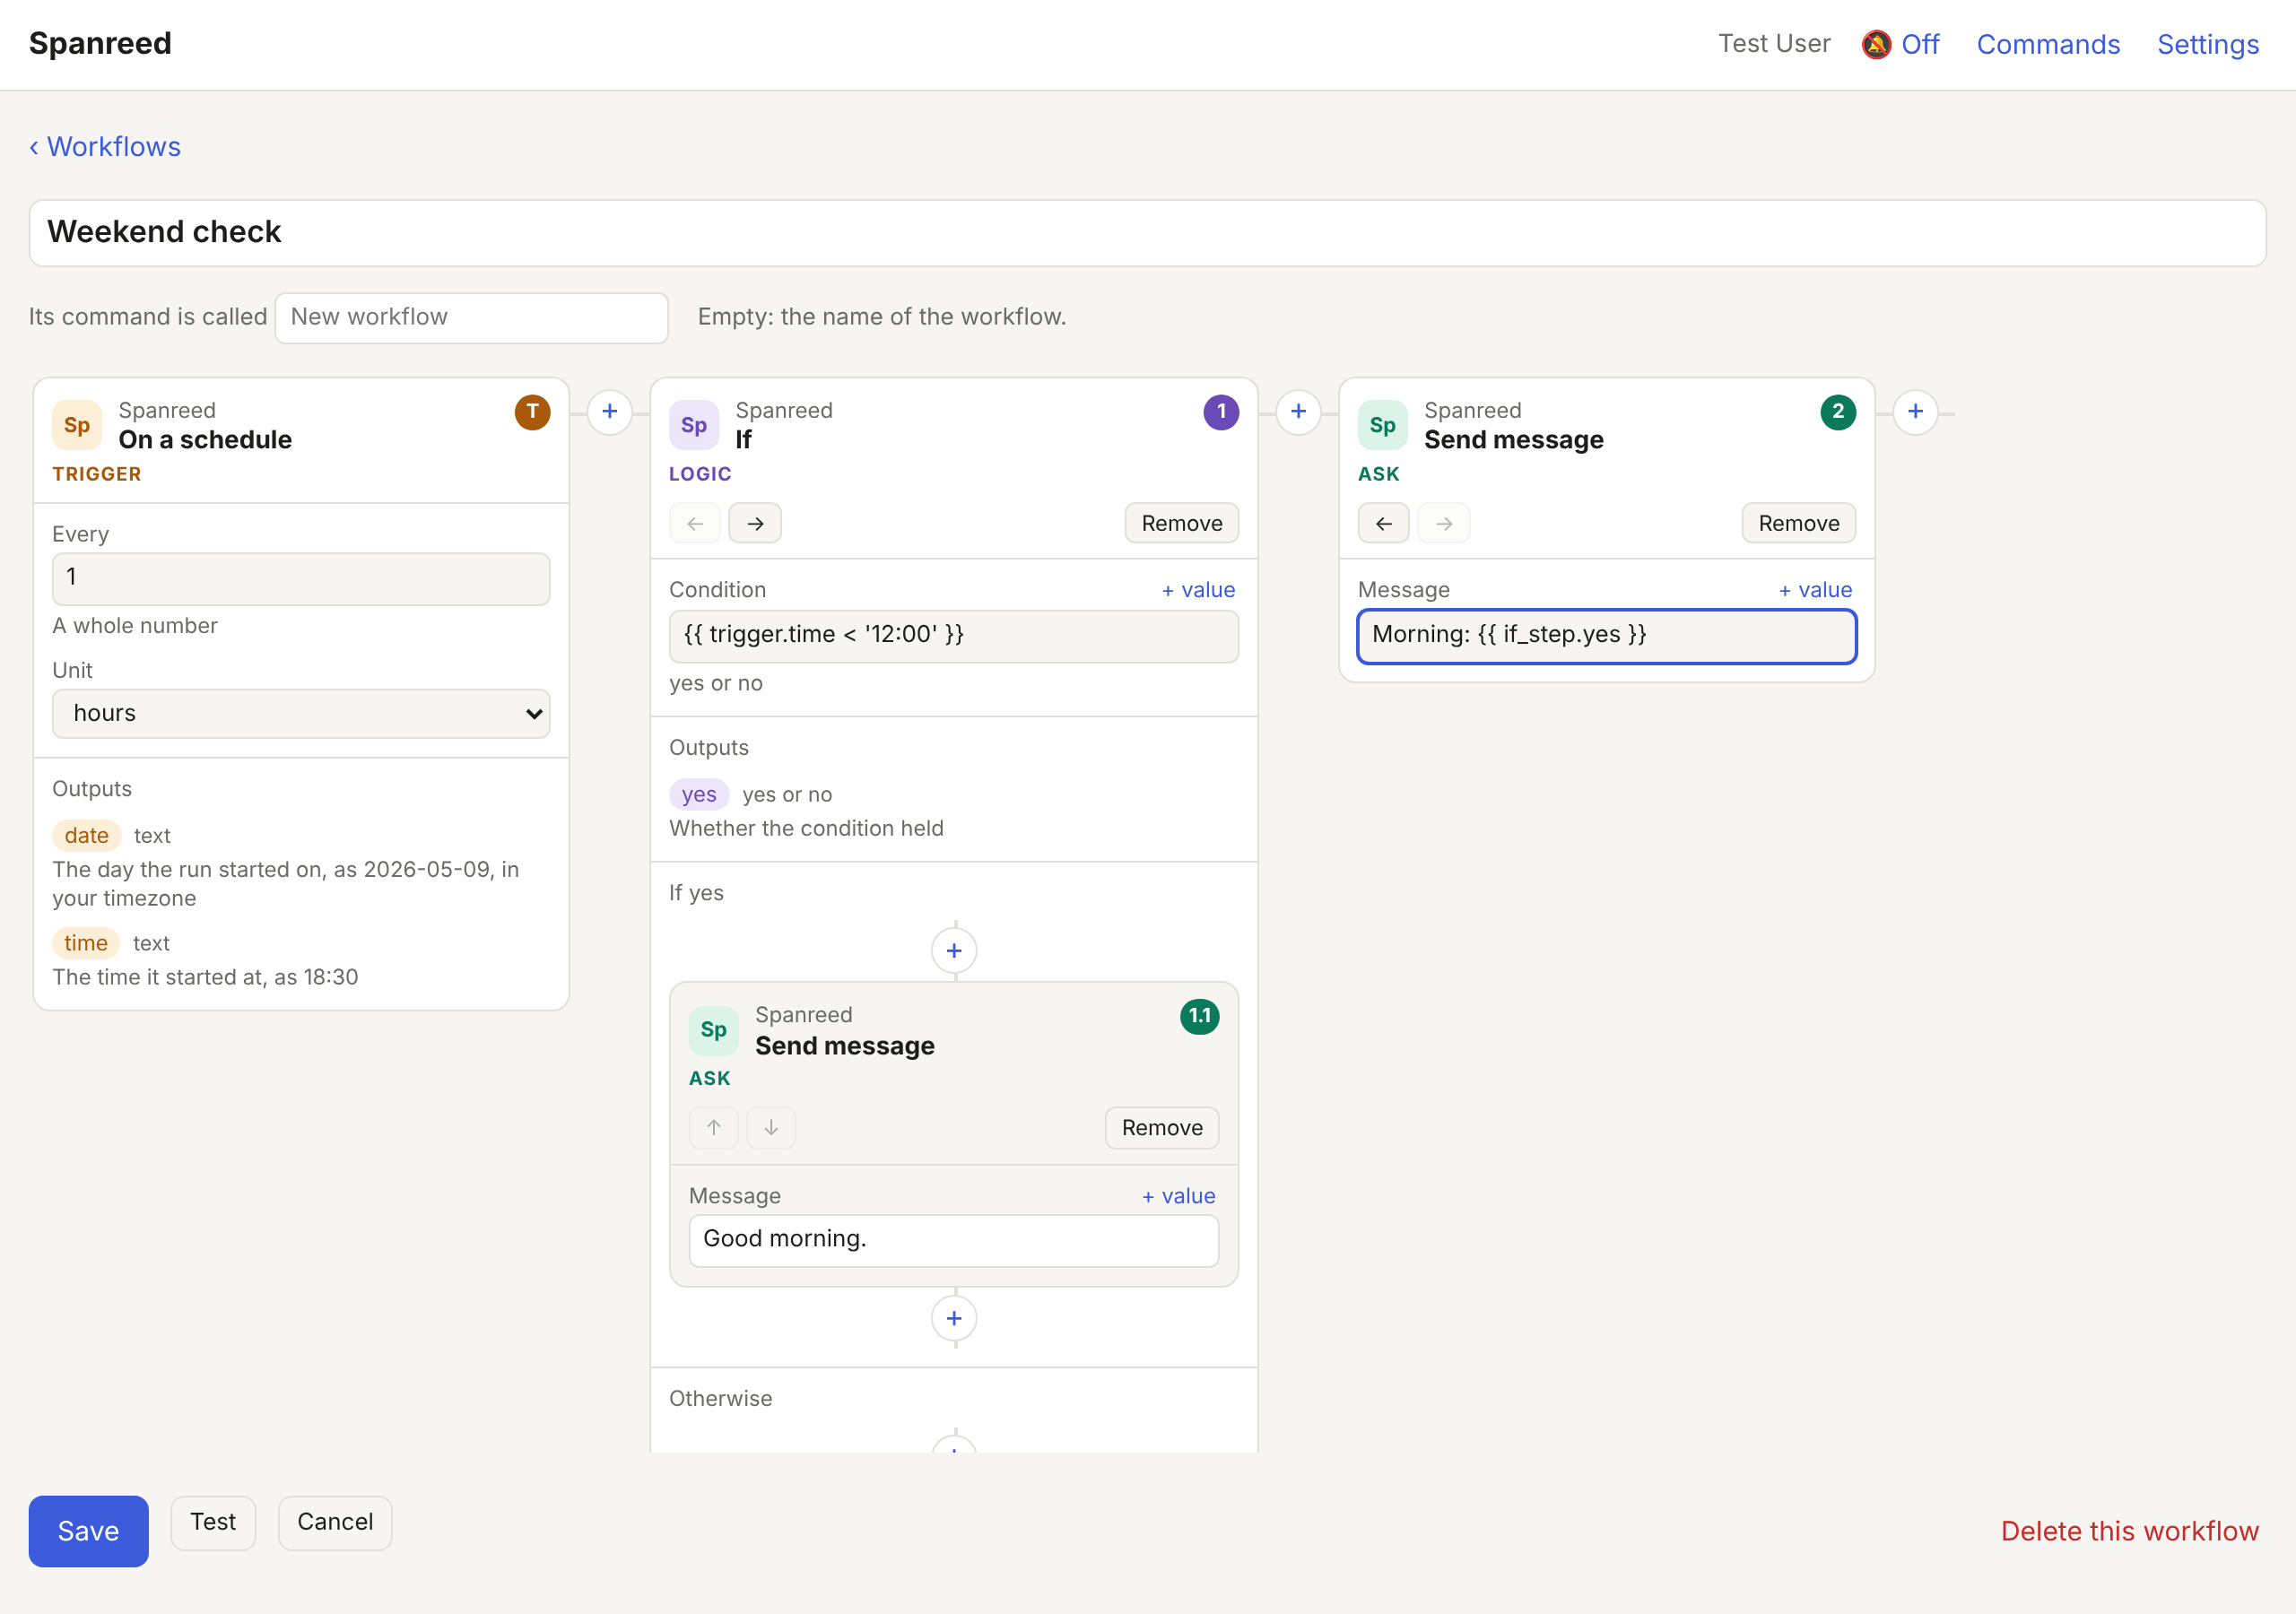 Spanreed
Test User
Off
Commands
Settings
‹ Workflows
Weekend check
Its command is called
New workflow
Empty: the name of the workflow.
Sp
Spanreed
On a schedule
T
TRIGGER
Every
1
A whole number
Unit
hours
Outputs
date text
The day the run started on, as 2026-05-09, in
your timezone
time text
The time it started at, as 18:30
+
Sp
Spanreed
If
1
LOGIC
← →
Remove
Condition
+ value
{{ trigger.time < '12:00' }}
yes or no
Outputs
yes yes or no
Whether the condition held
If yes
+
Sp
Spanreed
Send message
1.1
ASK
↑ ↓
Remove
Message
+ value
Good morning.
+
Otherwise
+
Sp
Spanreed
Send message
2
ASK
← →
Remove
Message
+ value
Morning: {{ if_step.yes }}
+
Save
Test
Cancel
Delete this workflow